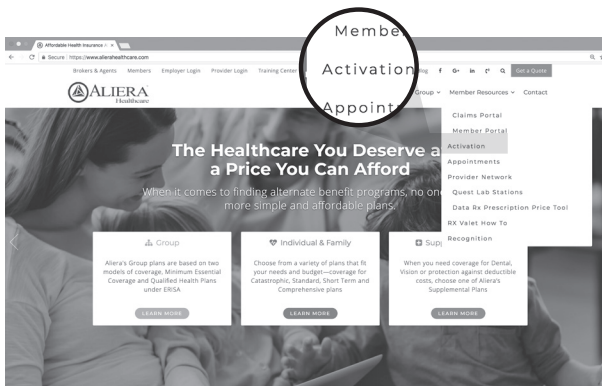 Membe
Activation
Appoint
Affordable Health Insurance A
Secure https://www.alierahealthcare.com
Brokers & Agents Members Employer Login Provider Login Training Center log f G+ in Get a Quote
ALIERA
Healthcare
Group Member Resources Contact
Claims Portal
Member Portal
Activation
Appointments
Provider Network
Quest Lab Stations
Data Rx Prescription Price Tool
RX Valet How To
Recognition
The Healthcare You Deserve a
a Price You Can Afford
When it comes to finding alternate benefit programs, no one
more simple and affordable plans.
Group
Aliera's Group plans are based on two
models of coverage, Minimum Essential
Coverage and Qualified Health Plans
under ERISA
LEARN MORE
Individual & Family
Choose from a variety of plans that fit
your needs and budget—coverage for
Catastrophic, Standard, Short Term and
Comprehensive plans
LEARN MORE
Supp
When you need coverage for Dental,
Vision or protection against deductible
costs, choose one of Aliera's
Supplemental Plans
LEARN MORE